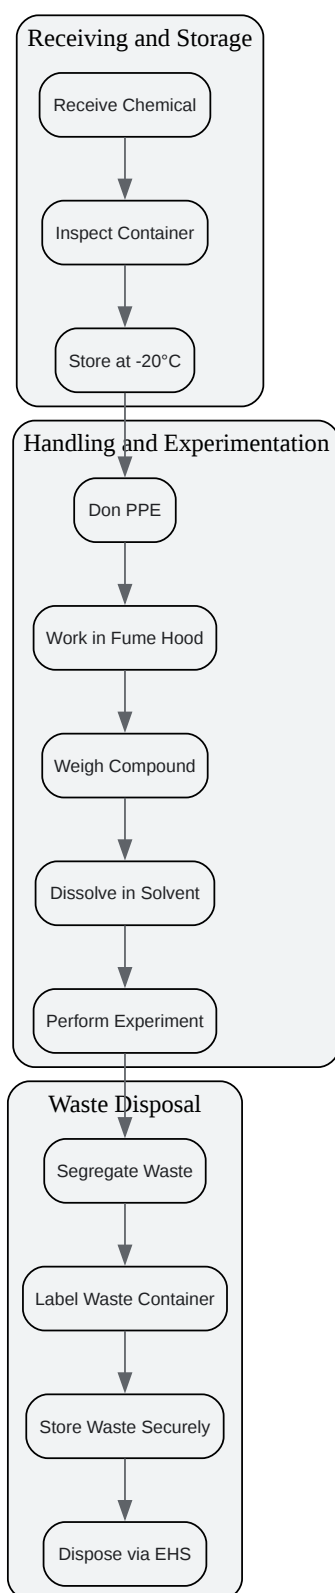 Receiving and Storage
Receive Chemical
Inspect Container
Store at -20°C
Handling and Experimentation
Don PPE
Work in Fume Hood
Weigh Compound
Dissolve in Solvent
Perform Experiment
Waste Disposal
Segregate Waste
Label Waste Container
Store Waste Securely
Dispose via EHS